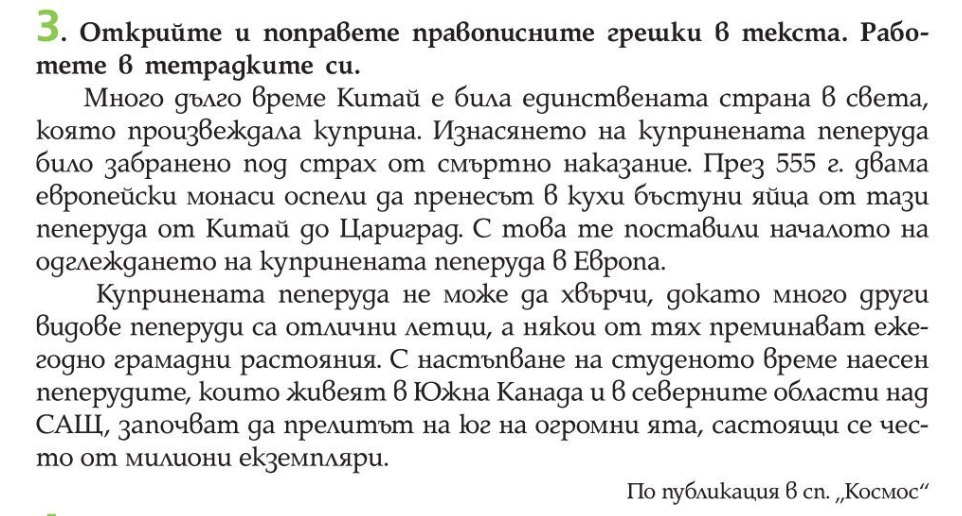 3. Открийте и поправете правописните грешки в текста. Рабо-
тете в тетрадките си.
Много дълго време Китай е била единствената страна в света,
която произвеждала куприна. Изнасянето на купринената пеперуда
било забранено под страх от смъртно наказание. През 555 г. двама
европейски монаси оспели да пренесът в кухи бъстуни яйца от тази
пеперуда от Китай до Цариград. С това те поставили началото на
одглеждането на купринената пеперуда в Европа.
Купринената пеперуда не може да хвърчи, докато много други
видове пеперуди са отлични летци, а някои от тях преминават еже-
годно грамадни растояния. С настъпване на студеното време наесен
пеперудите, които живеят в Южна Канада и в северните области над
САЩ, започват да прелитът на юг на огромни ята, састоящи се чес-
то от милиони екземпляри.
По публикация в сп. „Космос“